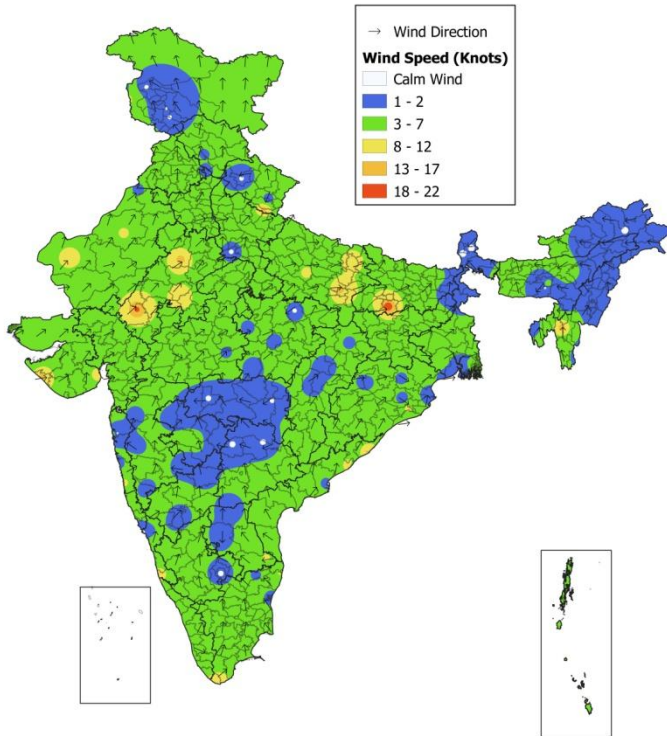 Wind Direction
Wind Speed (Knots)
Calm Wind
1 - 2
3 - 7
8 - 12
13 - 17
18 - 22